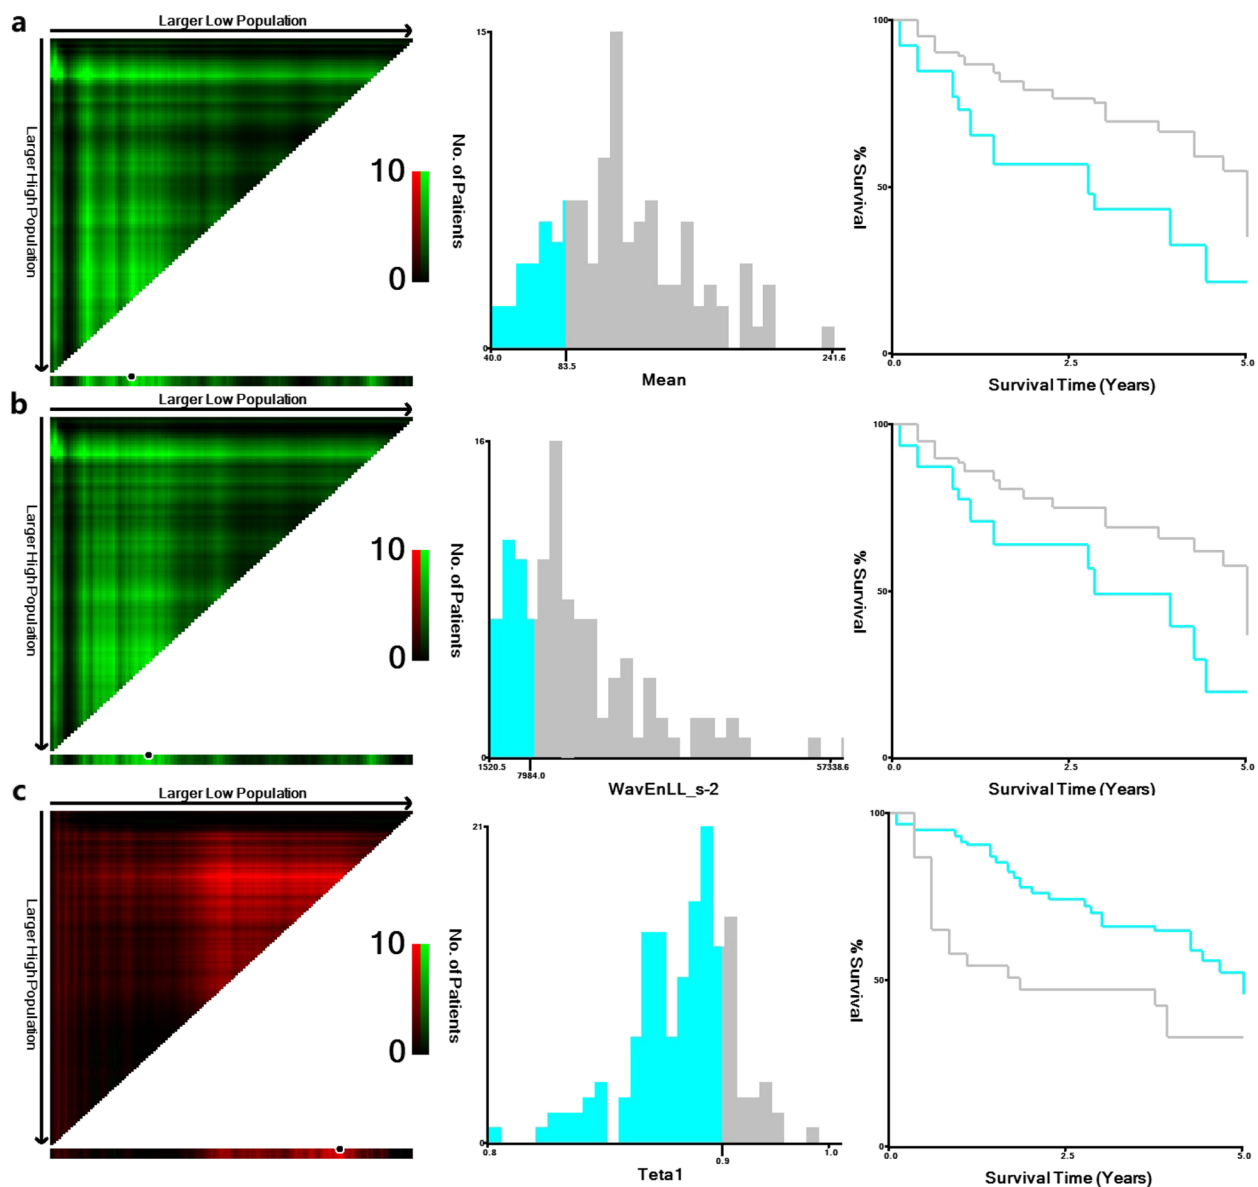 a
Larger Low Population
Larger High Population
10
0
No. of Patients
15
0
40.0
83.5
241.6
Mean
% Survival
100
50
0
0.0
2.5
5.0
Survival Time (Years)
b
Larger Low Population
Larger High Population
10
0
No. of Patients
16
0
1520.5
7984.0
57338.6
WavEnLL_s-2
% Survival
100
50
0
0.0
2.5
5.0
Survival Time (Years)
c
Larger Low Population
Larger High Population
10
0
No. of Patients
21
0
0.8
0.9
1.0
Teta1
% Survival
100
50
0
0.0
2.5
5.0
Survival Time (Years)